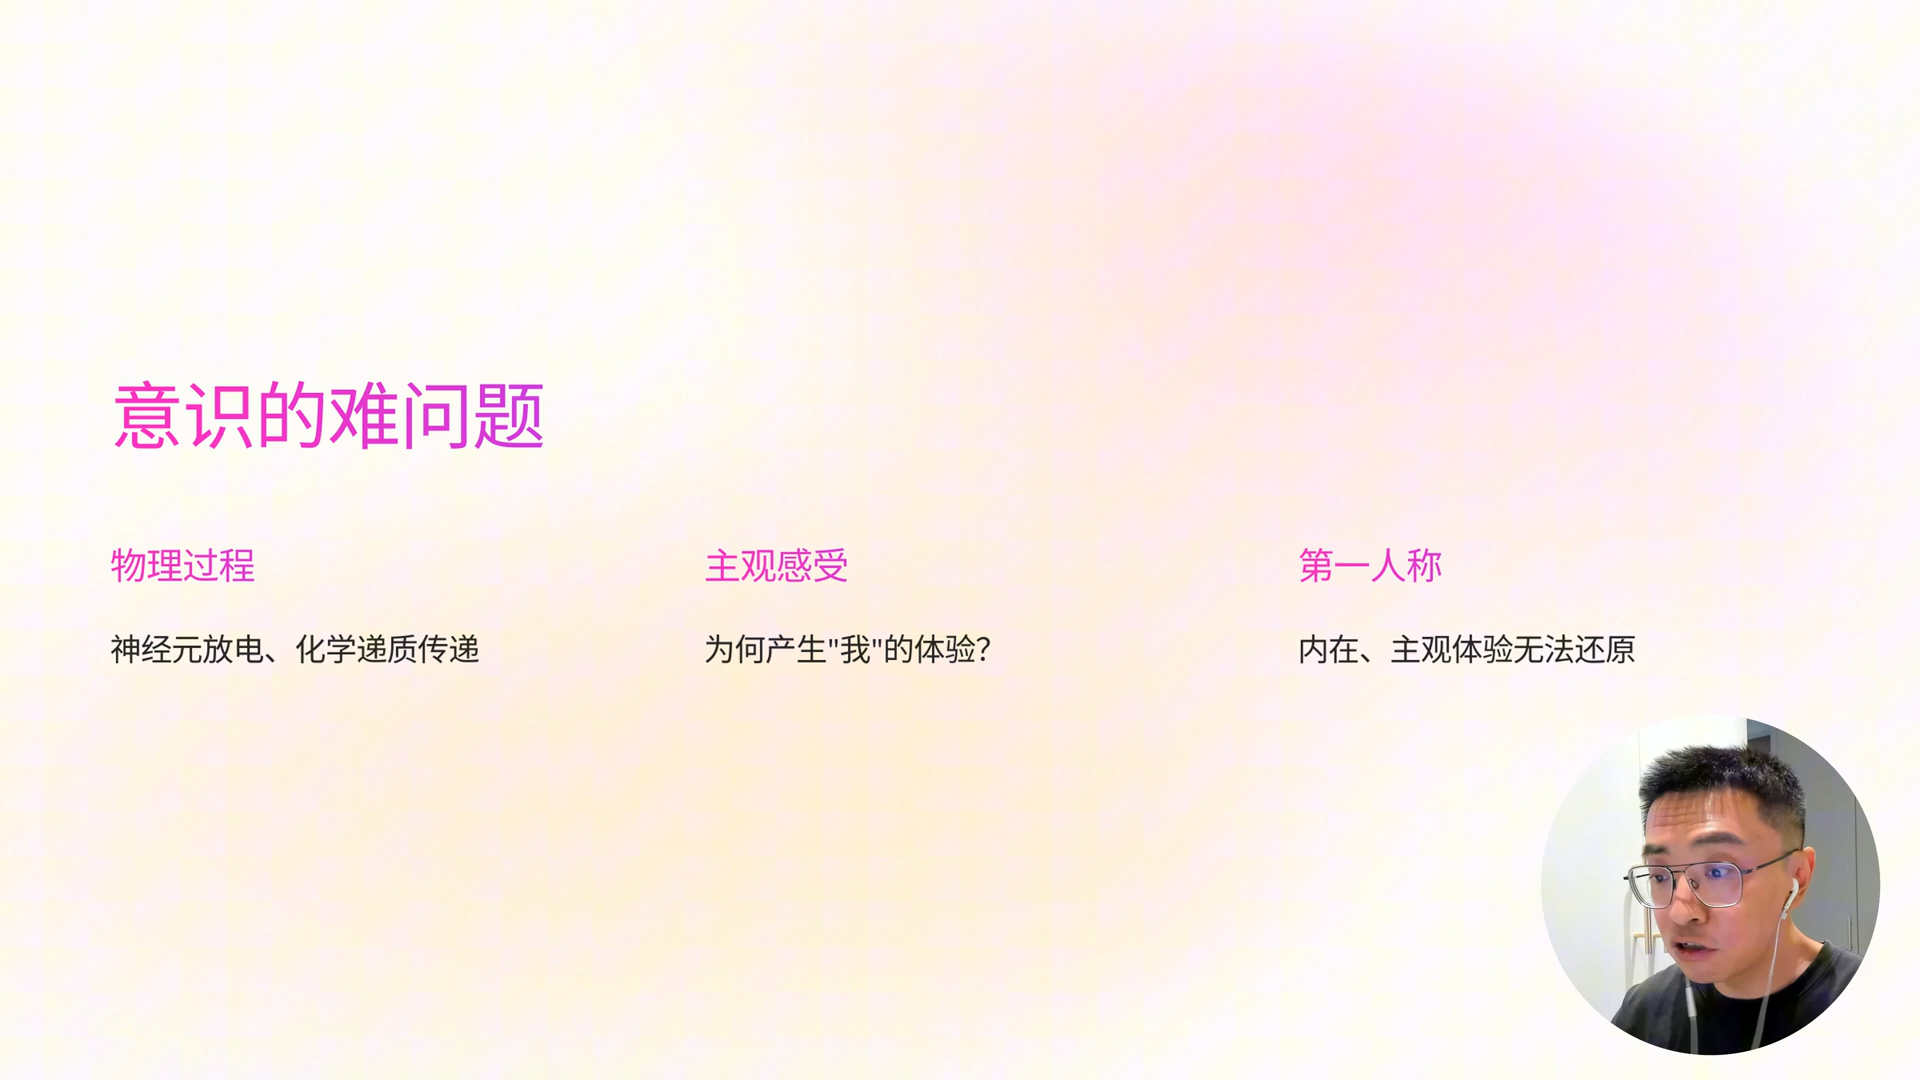 意识的难问题
物理过程
神经元放电、化学递质传递
主观感受
为何产生"我"的体验？
第一人称
内在、主观体验无法还原